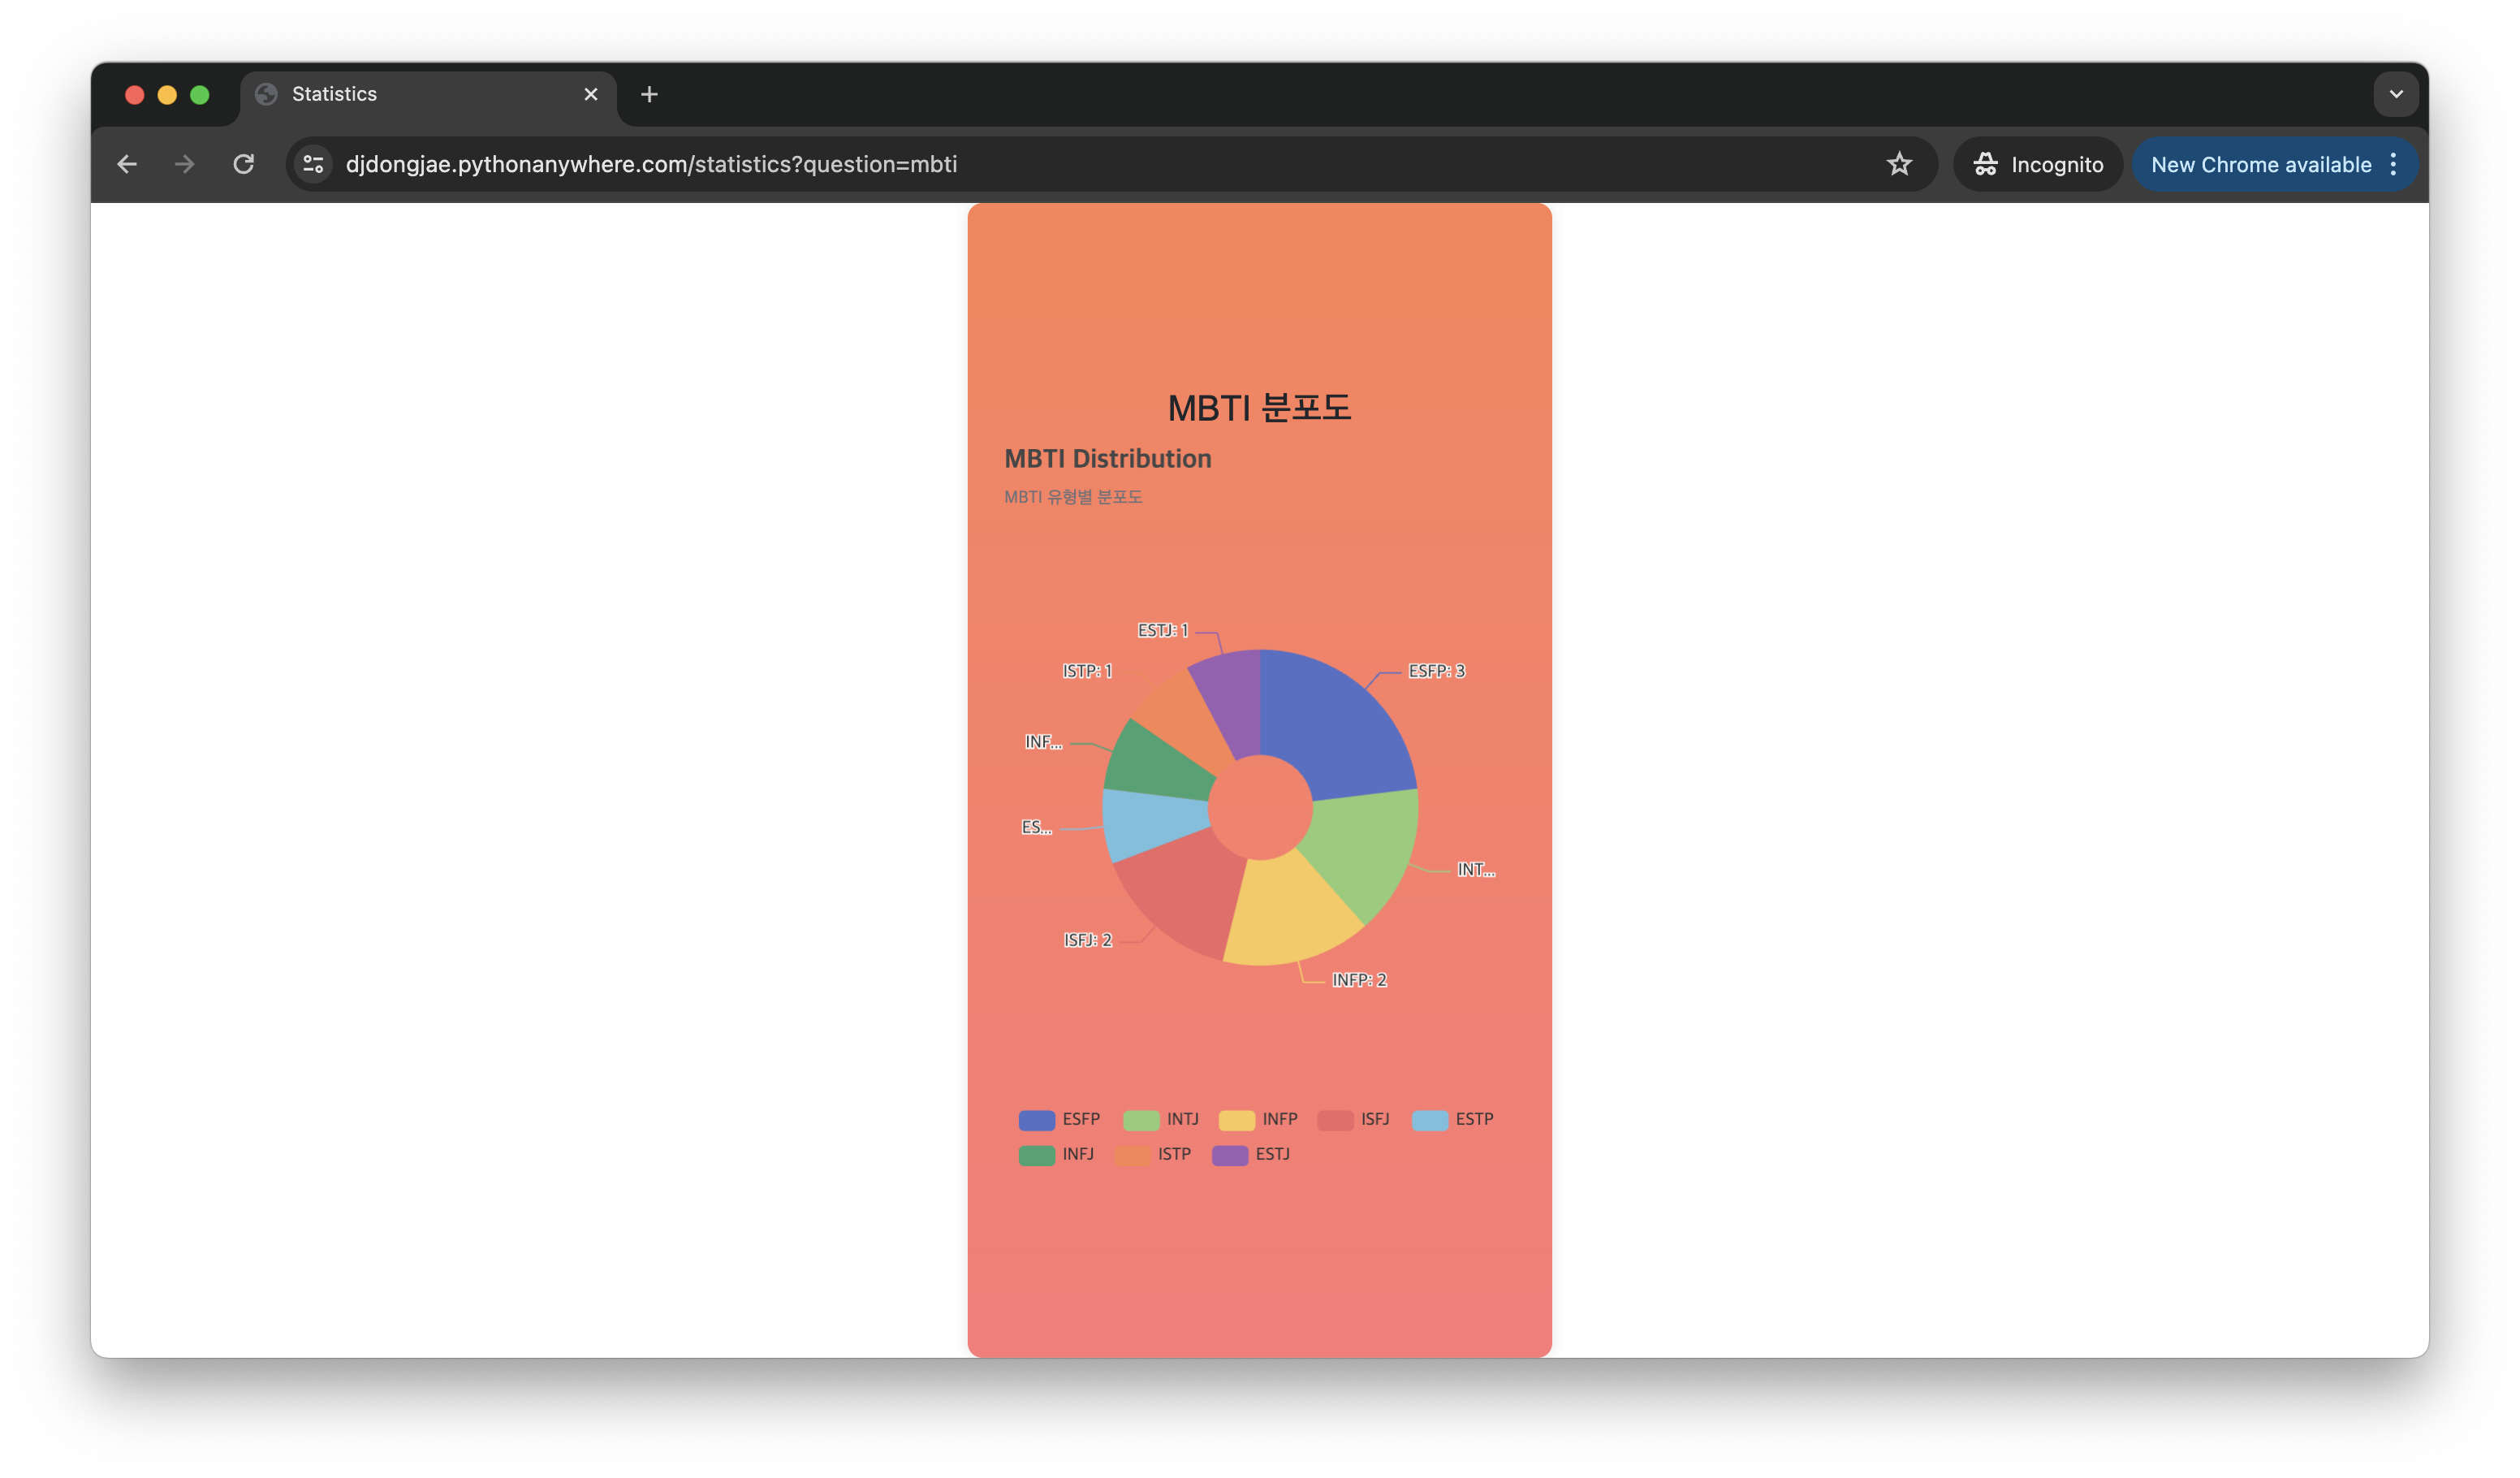 Statistics
djdongjae.pythonanywhere.com/statistics?question=mbti
Incognito
New Chrome available
MBTI 분포도
MBTI Distribution
MBTI 유형별 분포도
ESTJ: 1
ISTP: 1
ESFP: 3
INF...
ES...
INT...
ISFJ: 2
INFP: 2
ESFP INTJ INFP ISFJ ESTP
INFJ ISTP ESTJ